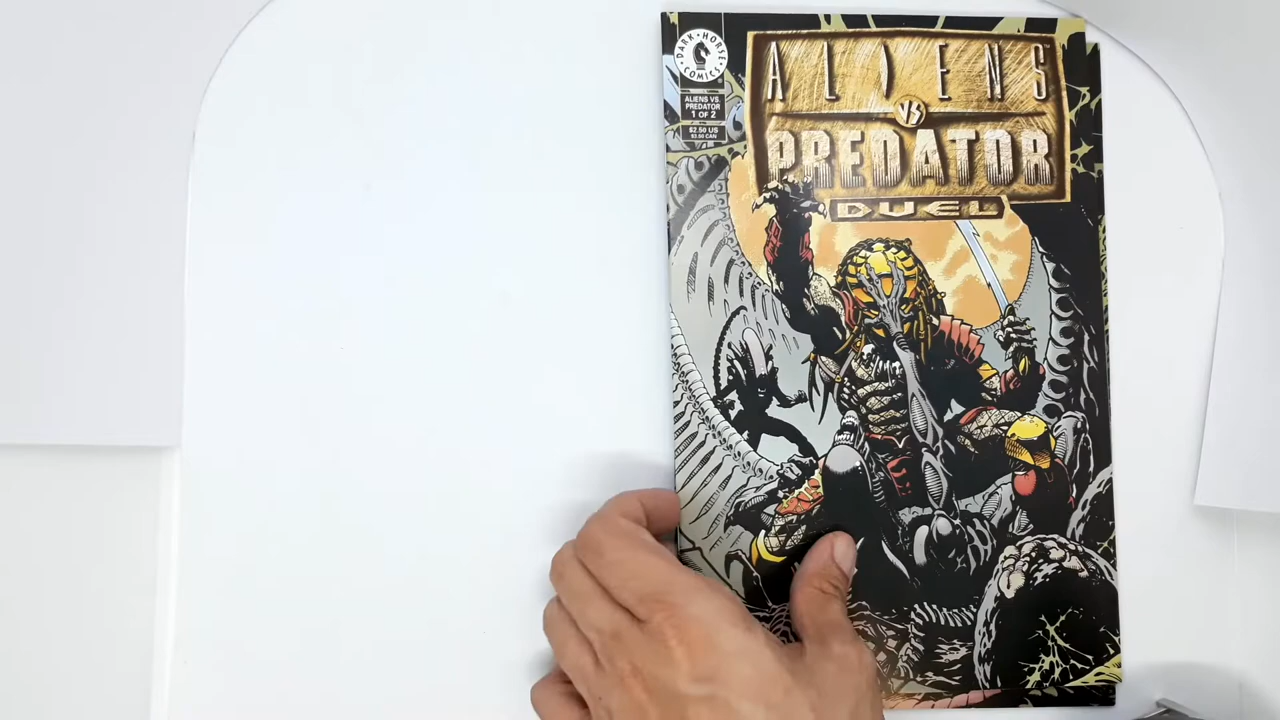 DARK HORSE
COMICS
ALIENS VS.
PREDATOR
1 OF 2
$2.50 US
$3.50 CAN
ALIENS
VS
PREDATOR
DUEL